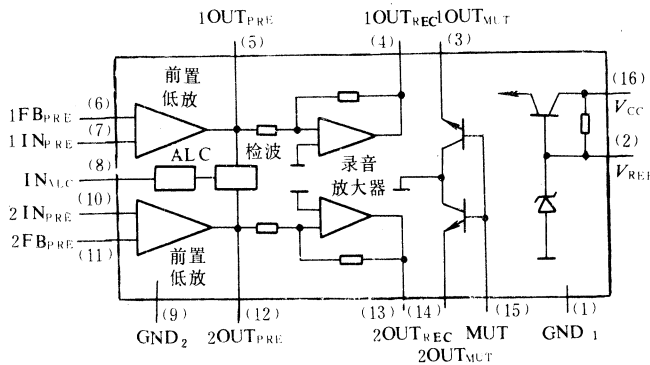 1OUTPRE
1OUTREC
1OUTMUT
(5)
(4)
(3)
前置
低放
(6)
1FBPRE
(7)
1INPRE
(8)
INALC
ALC
检波
录音
放大器
(10)
2INPRE
2FBPRE
(11)
前置
低放
(16)
VCC
(2)
VREF
(9)
GND2
(12)
2OUTPRE
(13)
2OUTREC
(14)
2OUTMUT
(15)
MUT
(1)
GND1